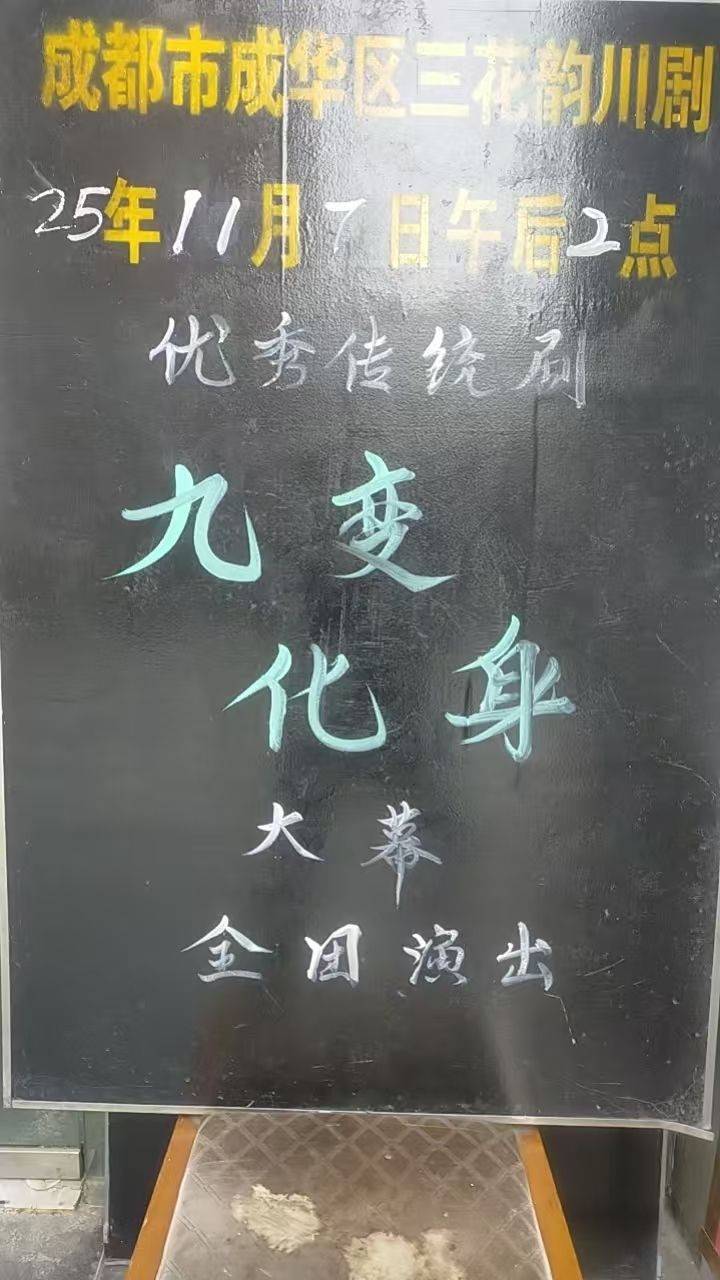 成都市成华区三花韵川剧
25年11月7日午后2点
优秀传统剧
九变
化身
大幕
全团演出